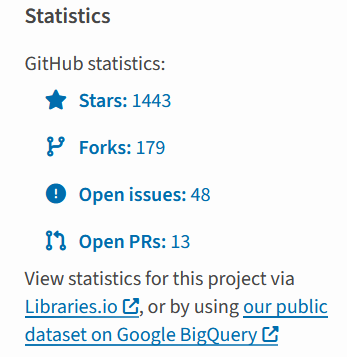 Statistics
GitHub statistics:
Stars: 1443
Forks: 179
Open issues: 48
Open PRs: 13
View statistics for this project via
Libraries.io, or by using our public
dataset on Google BigQuery